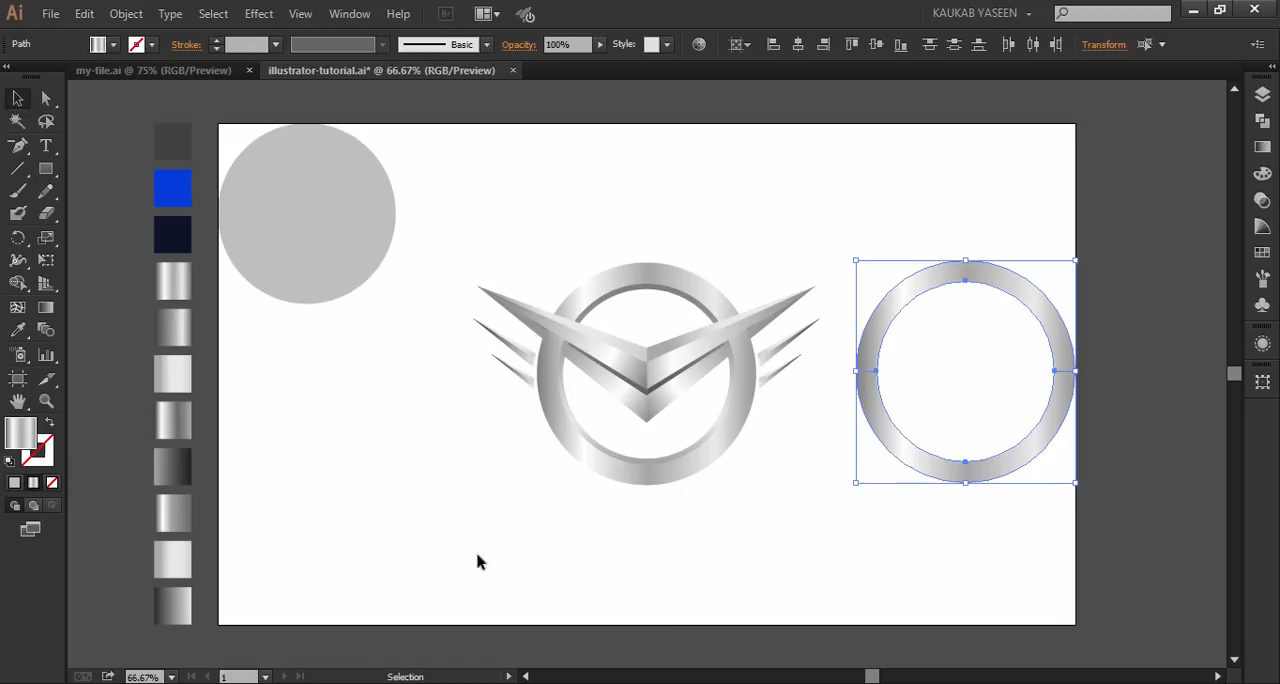 Ai File Edit Object Type Select Effect View Window Help Br KAUKAB YASEEN
Path Stroke: Basic Opacity: 100% Style: Transform
my-file.ai @ 75% (RGB/Preview) × illustrator-tutorial.ai* @ 66.67% (RGB/Preview) ×
T
66.67% 1 Selection